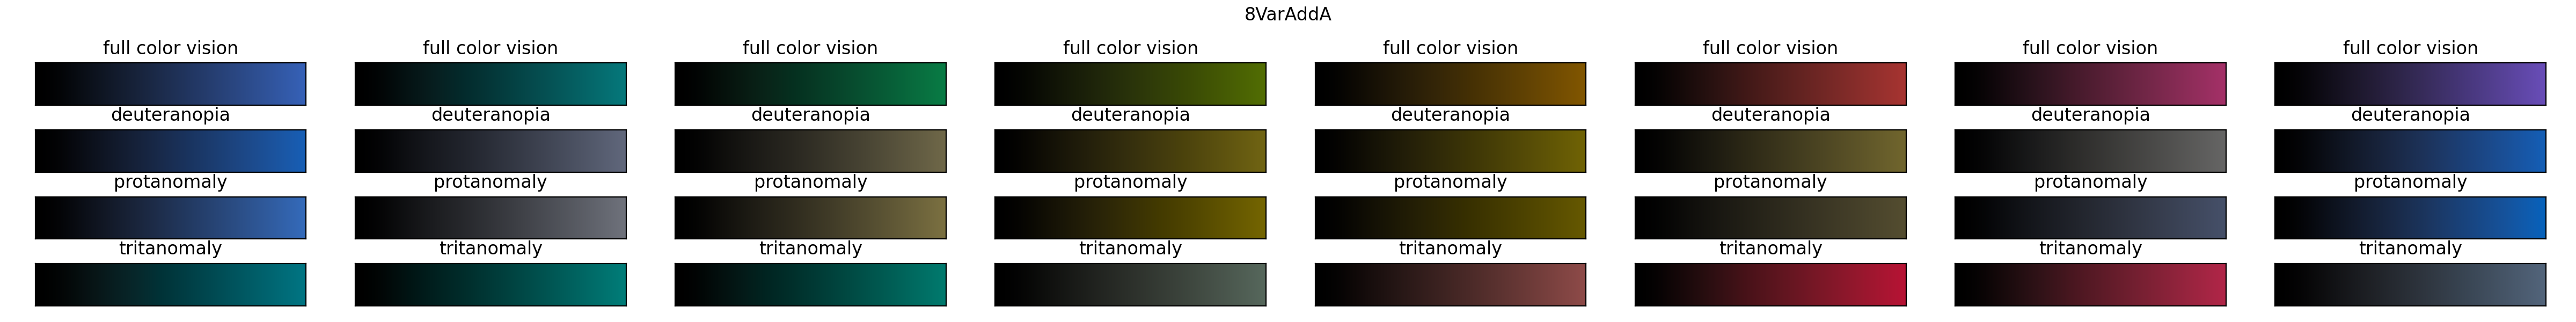 8VarAddA
full color vision full color vision full color vision full color vision full color vision full color vision full color vision full color vision
deuteranopia deuteranopia deuteranopia deuteranopia deuteranopia deuteranopia deuteranopia deuteranopia
protanomaly protanomaly protanomaly protanomaly protanomaly protanomaly protanomaly protanomaly
tritanomaly tritanomaly tritanomaly tritanomaly tritanomaly tritanomaly tritanomaly tritanomaly